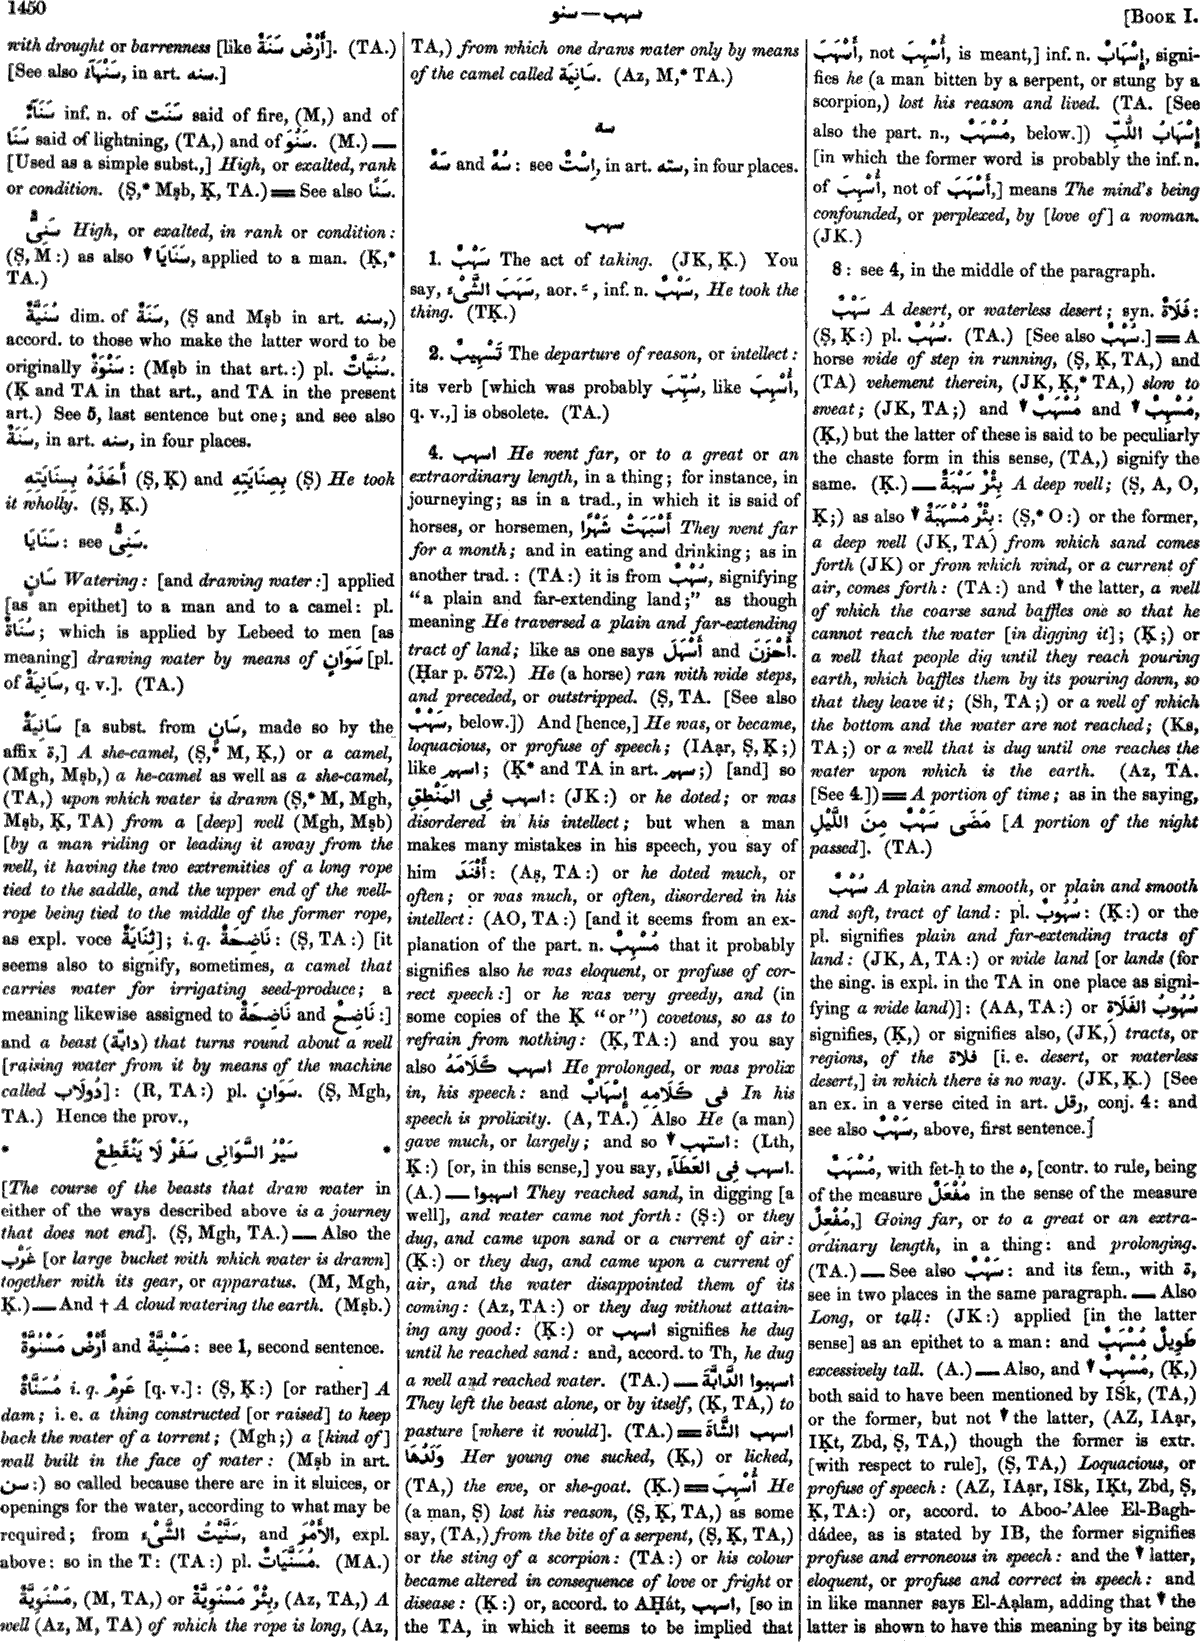 1450
سهب — سنو
[BOOK I.
with drought or barrenness [like أَرْضٌ سَنَةٌ]. (TA.)
[See also سَنْهَآءُ, in art. سنه.]
سَنَآءٌ inf. n. of سَنَت said of fire, (M,) and of
سَنَا said of lightning, (TA,) and of سَنُوَ. (M.) —
[Used as a simple subst.,] High, or exalted, rank
or condition. (Ṣ,* Mṣb, Ḳ, TA.) = See also سَنًا.
سَنِىٌّ High, or exalted, in rank or condition:
(Ṣ, M:) as also ▼ سَنَايَا, applied to a man. (Ḳ,*
TA.)
سُنَيَّةٌ dim. of سَنَةٌ, (Ṣ and Mṣb in art. سنه,)
accord. to those who make the latter word to be
originally سَنْوَةٌ: (Mṣb in that art.:) pl. سُنَيَّاتٌ.
(Ḳ and TA in that art., and TA in the present
art.) See 5, last sentence but one; and see also
سَنَةٌ, in art. سنه, in four places.
أَخَذَهُ بِسِنَايَتِهِ (Ṣ, Ḳ) and بِصِنَايَتِهِ (Ṣ) He took
it wholly. (Ṣ, Ḳ.)
سَنَايَا: see سَنِىٌّ.
سَانٍ Watering: [and drawing water:] applied
[as an epithet] to a man and to a camel: pl.
سُنَاةٌ; which is applied by Lebeed to men [as
meaning] drawing water by means of سَوَانٍ [pl.
of سَانِيَةٌ, q. v.]. (TA.)
سَانِيَةٌ [a subst. from سَانٍ, made so by the
affix ة,] A she-camel, (Ṣ,* M, Ḳ,) or a camel,
(Mgh, Mṣb,) a he-camel as well as a she-camel,
(TA,) upon which water is drawn (Ṣ,* M, Mgh,
Mṣb, Ḳ, TA) from a [deep] well (Mgh, Mṣb)
[by a man riding or leading it away from the
well, it having the two extremities of a long rope
tied to the saddle, and the upper end of the well-
rope being tied to the middle of the former rope,
as expl. voce ثِنَايَةٌ]; i. q. نَاضِحَةٌ: (Ṣ, TA:) [it
seems also to signify, sometimes, a camel that
carries water for irrigating seed-produce; a
meaning likewise assigned to نَاضِحَةٌ and نَاضِحٌ:]
and a beast (دابّة) that turns round about a well
[raising water from it by means of the machine
called دُولَاب]: (R, TA:) pl. سَوَانٍ. (Ṣ, Mgh,
TA.) Hence the prov.,
* سَيْرُ السَّوَانِى سَفَرٌ لَا يَنْقَطِعْ *
[The course of the beasts that draw water in
either of the ways described above is a journey
that does not end]. (Ṣ, Mgh, TA.) — Also the
غَرْب [or large bucket with which water is drawn]
together with its gear, or apparatus. (M, Mgh,
Ḳ.) — And † A cloud watering the earth. (Mṣb.)
أَرْضٌ مَسْنُوَّةٌ and مَسْنِيَّةٌ: see 1, second sentence.
مُسَنَّاةٌ i. q. عَرِمٌ [q. v.]: (Ṣ, Ḳ:) [or rather] A
dam; i. e. a thing constructed [or raised] to keep
back the water of a torrent; (Mgh;) a [kind of]
wall built in the face of water: (Mṣb in art.
سن:) so called because there are in it sluices, or
openings for the water, according to what may be
required; from سَنَّيْتُ الشَّىْءَ, and الأَمْرَ, expl.
above: so in the T: (TA:) pl. مُسَنَّيَاتٌ. (MA.)
مَسْنَوِيَّةٌ, (M, TA,) or بِئْرٌ مَسْنَوِيَّةٌ, (Az, TA,) A
well (Az, M, TA) of which the rope is long, (Az,
TA,) from which one draws water only by means
of the camel called سَانِيَة. (Az, M,* TA.)
سه
سَهٌ and سُهٌ: see اِسْتٌ, in art. سته, in four places.
سهب
1. سَهْبٌ The act of taking. (JK, Ḳ.) You
say, سَهَبَ الشَّىْءَ, aor. ـَ, inf. n. سَهْبٌ, He took the
thing. (TḲ.)
2. تَسْهِيبٌ The departure of reason, or intellect:
its verb [which was probably سُهِّبَ, like أُسْهِبَ,
q. v.,] is obsolete. (TA.)
4. اسهب He went far, or to a great or an
extraordinary length, in a thing; for instance, in
journeying; as in a trad., in which it is said of
horses, or horsemen, أَسْهَبَتْ شَهْرًا They went far
for a month; and in eating and drinking; as in
another trad.: (TA:) it is from سُهْبٌ, signifying
"a plain and far-extending land;" as though
meaning He traversed a plain and far-extending
tract of land; like as one says أَسْهَلَ and أَحْزَنَ.
(Ḥar p. 572.) He (a horse) ran with wide steps,
and preceded, or outstripped. (Ṣ, TA. [See also
سَهْبٌ, below.]) And [hence,] He was, or became,
loquacious, or profuse of speech; (IAạr, Ṣ, Ḳ;)
like اسهم; (Ḳ* and TA in art. سهم;) [and] so
اسهب فِى المَنْطِقِ: (JK:) or he doted; or was
disordered in his intellect; but when a man
makes many mistakes in his speech, you say of
him أَفْنَدَ: (Aṣ, TA:) or he doted much, or
often; or was much, or often, disordered in his
intellect: (AO, TA:) [and it seems from an ex-
planation of the part. n. مُسْهِبٌ that it probably
signifies also he was eloquent, or profuse of cor-
rect speech:] or he was very greedy, and (in
some copies of the Ḳ "or") covetous, so as to
refrain from nothing: (Ḳ, TA:) and you say
also اسهب كَلَامَهُ He prolonged, or was prolix
in, his speech: and فِى كَلَامِهِ إِسْهَابٌ In his
speech is prolixity. (A, TA.) Also He (a man)
gave much, or largely; and so ▼ استهب: (Lth,
Ḳ:) [or, in this sense,] you say, اسهب فِى العَطَآءِ.
(A.) — اسهبوا They reached sand, in digging [a
well], and water came not forth: (Ṣ:) or they
dug, and came upon sand or a current of air:
(Ḳ:) or they dug, and came upon a current of
air, and the water disappointed them of its
coming: (Az, TA:) or they dug without attain-
ing any good: (Ḳ:) or اسهب signifies he dug
until he reached sand: and, accord. to Th, he dug
a well and reached water. (TA.) — اسهبوا الدَّابَّةَ
They left the beast alone, or by itself, (Ḳ, TA,) to
pasture [where it would]. (TA.) = اسهب الشَّاةَ
وَلَدُهَا Her young one sucked, (Ḳ,) or licked,
(TA,) the ewe, or she-goat. (Ḳ.) = أُسْهِبَ He
(a man, Ṣ) lost his reason, (Ṣ, Ḳ, TA,) as some
say, (TA,) from the bite of a serpent, (Ṣ, Ḳ, TA,)
or the sting of a scorpion: (TA:) or his colour
became altered in consequence of love or fright or
disease: (Ḳ:) or, accord. to AḤát, اسهب, [so in
the TA, in which it seems to be implied that
أَسْهَبَ, not أُسْهِبَ, is meant,] inf. n. إِسْهَابٌ, signi-
fies he (a man bitten by a serpent, or stung by a
scorpion,) lost his reason and lived. (TA. [See
also the part. n., مُسْهَبٌ, below.]) إِسْهَابُ اللُّبِّ
[in which the former word is probably the inf. n.
of أُسْهِبَ, not of أَسْهَبَ,] means The mind's being
confounded, or perplexed, by [love of] a woman.
(JK.)
8: see 4, in the middle of the paragraph.
سَهْبٌ A desert, or waterless desert; syn. فَلَاةٌ:
(Ṣ, Ḳ:) pl. سُهُبٌ. (TA.) [See also سُهْبٌ.] = A
horse wide of step in running, (Ṣ, Ḳ, TA,) and
(TA) vehement therein, (JK, Ḳ,* TA,) slow to
sweat; (JK, TA;) and ▼ مُسْهَبٌ and ▼ مُسْهِبٌ,
(Ḳ,) but the latter of these is said to be peculiarly
the chaste form in this sense, (TA,) signify the
same. (Ḳ.) — بِئْرٌ سَهْبَةٌ A deep well; (Ṣ, A, O,
Ḳ;) as also ▼ بِئْرٌ مُسْهَبَةٌ: (Ṣ,* O:) or the former,
a deep well (JK, TA) from which sand comes
forth (JK) or from which wind, or a current of
air, comes forth: (TA:) and ▼ the latter, a well
of which the coarse sand baffles one so that he
cannot reach the water [in digging it]; (Ḳ;) or
a well that people dig until they reach pouring
earth, which baffles them by its pouring down, so
that they leave it; (Sh, TA;) or a well of which
the bottom and the water are not reached; (Ks,
TA;) or a well that is dug until one reaches the
water upon which is the earth. (Az, TA.
[See 4.]) = A portion of time; as in the saying,
مَضَى سَهْبٌ مِنَ اللَّيْلِ [A portion of the night
passed]. (TA.)
سُهْبٌ A plain and smooth, or plain and smooth
and soft, tract of land: pl. سُهُوبٌ: (Ḳ:) or the
pl. signifies plain and far-extending tracts of
land: (JK, A, TA:) or wide land [or lands (for
the sing. is expl. in the TA in one place as signi-
fying a wide land)]: (AA, TA:) or سُهُوبُ الفَلَاةِ
signifies, (Ḳ,) or signifies also, (JK,) tracts, or
regions, of the فلاة [i. e. desert, or waterless
desert,] in which there is no way. (JK, Ḳ.) [See
an ex. in a verse cited in art. رقل, conj. 4: and
see also سَهْبٌ, above, first sentence.]
مُسْهَبٌ, with fet-ḥ to the ه, [contr. to rule, being
of the measure مُفْعَلٌ in the sense of the measure
مُفْعِلٌ,] Going far, or to a great or an extra-
ordinary length, in a thing: and prolonging.
(TA.) — See also سَهْبٌ: and its fem., with ة,
see in two places in the same paragraph. — Also
Long, or tall: (JK:) applied [in the latter
sense] as an epithet to a man: and طَوِيلٌ مُسْهَبٌ
excessively tall. (A.) — Also, and ▼ مُسْهِبٌ, (Ḳ,)
both said to have been mentioned by ISk, (TA,)
or the former, but not ▼ the latter, (AZ, IAạr,
IḲt, Zbd, Ṣ, TA,) though the former is extr.
[with respect to rule], (Ṣ, TA,) Loquacious, or
profuse of speech: (AZ, IAạr, ISk, IḲt, Zbd, Ṣ,
Ḳ, TA:) or, accord. to Aboo-'Alee El-Bagh-
dádee, as is stated by IB, the former signifies
profuse and erroneous in speech: and the ▼ latter,
eloquent, or profuse and correct in speech: and
in like manner says El-Aạlam, adding that ▼ the
latter is shown to have this meaning by its being